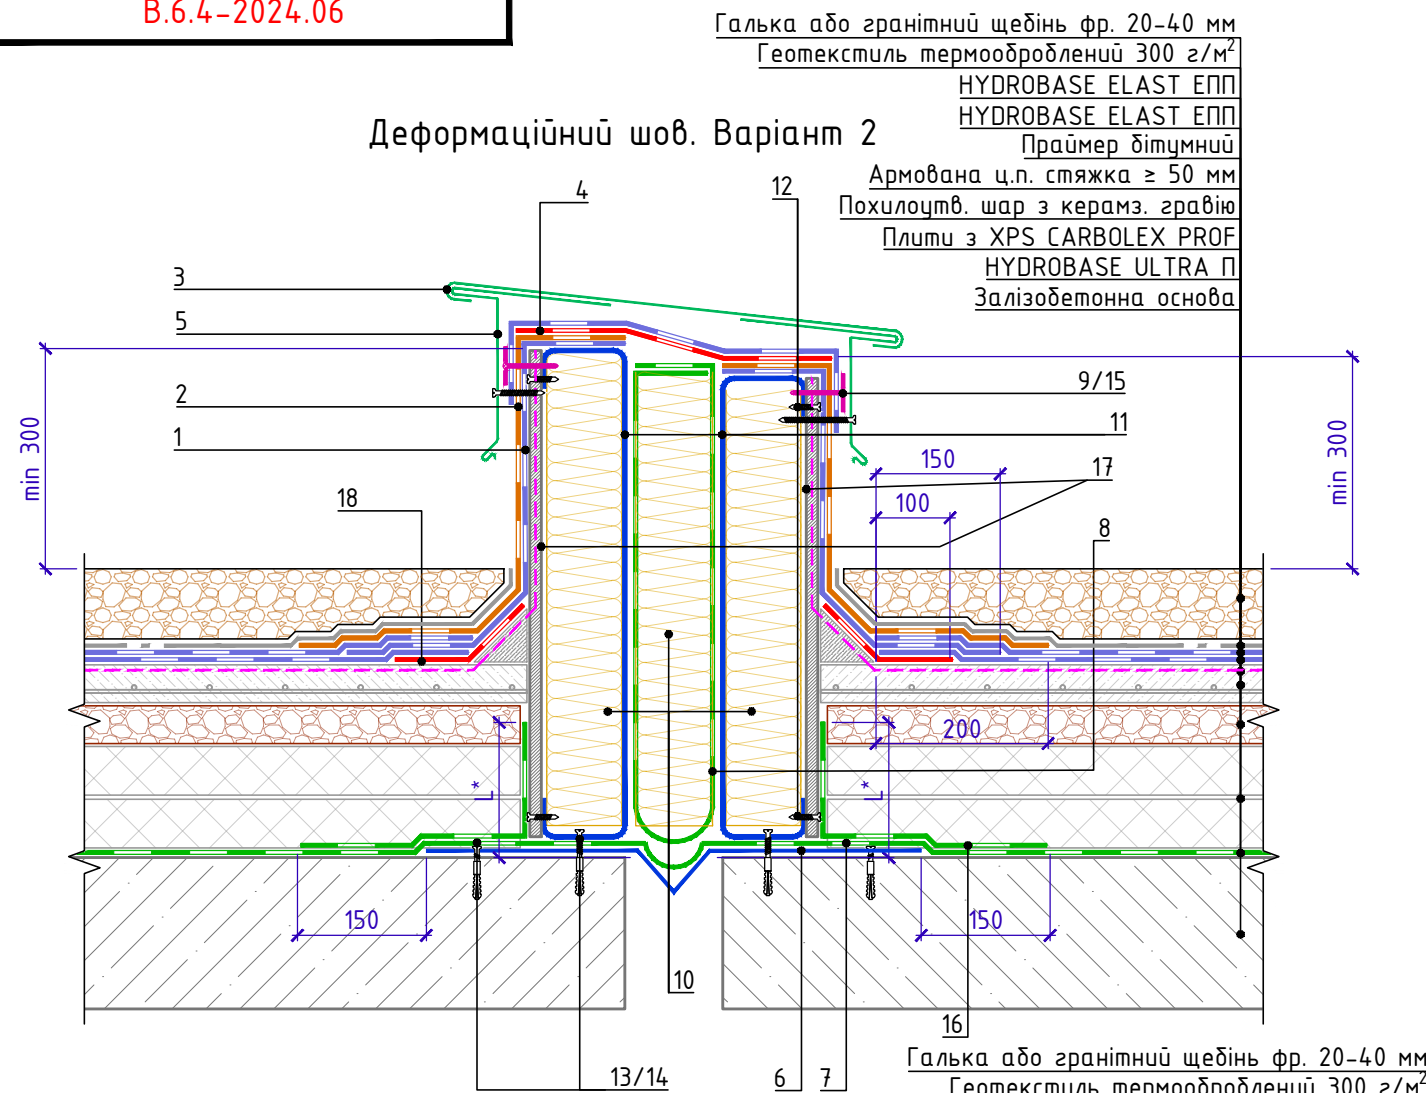 В.6.4-2024.06
Галька або гранітний щебінь фр. 20-40 мм
Геотекстиль термооброблений 300 г/м²
HYDROBASE ELAST ЕПП
HYDROBASE ELAST ЕПП
Праймер бітумний
Армована ц.п. стяжка ≥ 50 мм
Похилоутв. шар з керамз. гравію
Плити з XPS CARBOLEX PROF
HYDROBASE ULTRA П
Залізобетонна основа
Деформаційний шов. Варіант 2
4
12
3
5
2
1
18
9/15
11
17
8
min 300
min 300
150
100
200
L*
L*
150
150
10
16
13/14
6
7
Галька або гранітний щебінь фр. 20-40 мм
Геотекстиль термооброблений 300 г/м²